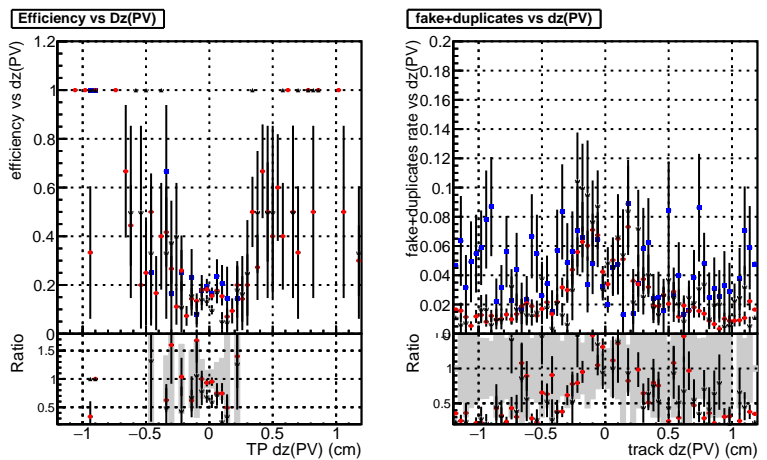 Efficiency vs Dz(PV)
efficiency vs dz(PV)
1.2
1
0.8
0.6
0.4
0.2
0
Ratio
1.5
1
0.5
−1 −0.5 0 0.5 1
TP dz(PV) (cm)
fake+duplicates vs dz(PV)
fake+duplicates rate vs dz(PV)
0.2
0.18
0.16
0.14
0.12
0.1
0.08
0.06
0.04
0.02
0
Ratio
1
0.5
−1 −0.5 0 0.5 1
track dz(PV) (cm)